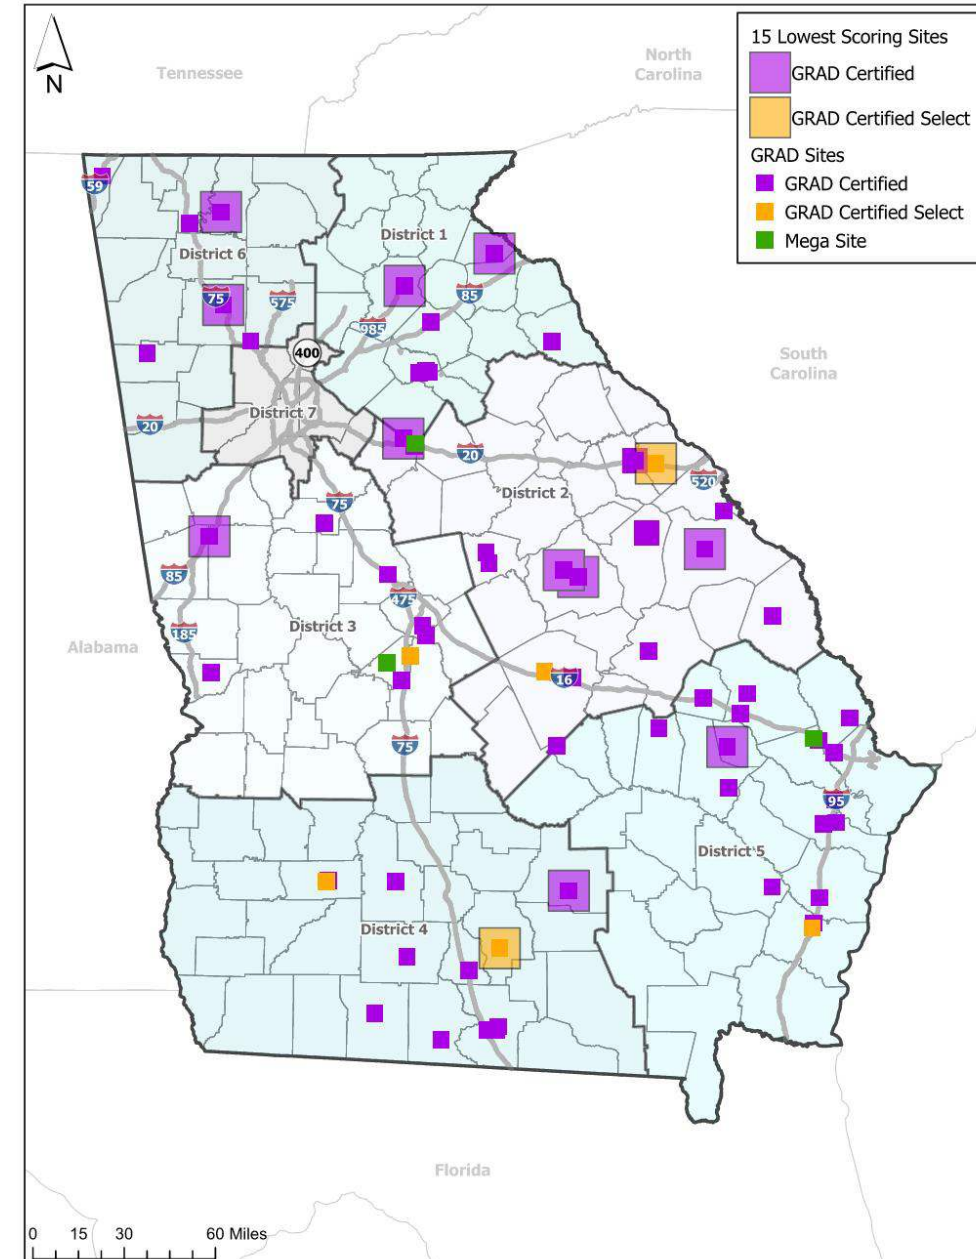 N
Tennessee
North
Carolina
15 Lowest Scoring Sites
GRAD Certified
GRAD Certified Select
GRAD Sites
GRAD Certified
GRAD Certified Select
Mega Site
59
District 1
District 6
75
575
85
985
400
South
Carolina
District 7
20
20
520
75
District 2
85
475
185
District 3
Alabama
16
75
95
District 5
District 4
Florida
0 15 30 60 Miles